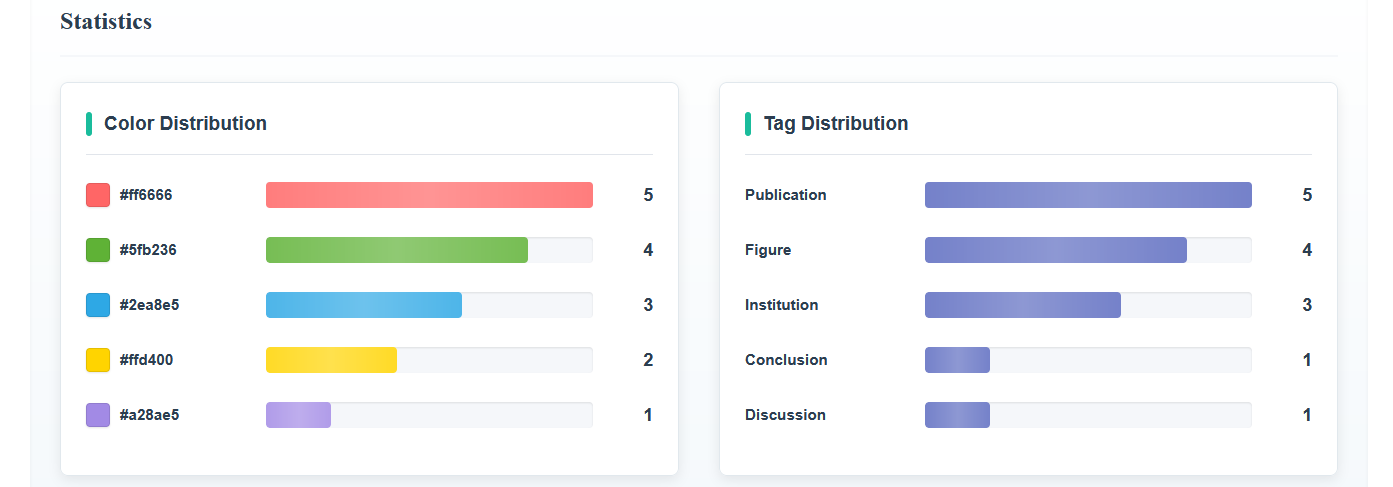 Statistics
Color Distribution
#ff6666 5
#5fb236 4
#2ea8e5 3
#ffd400 2
#a28ae5 1
Tag Distribution
Publication 5
Figure 4
Institution 3
Conclusion 1
Discussion 1